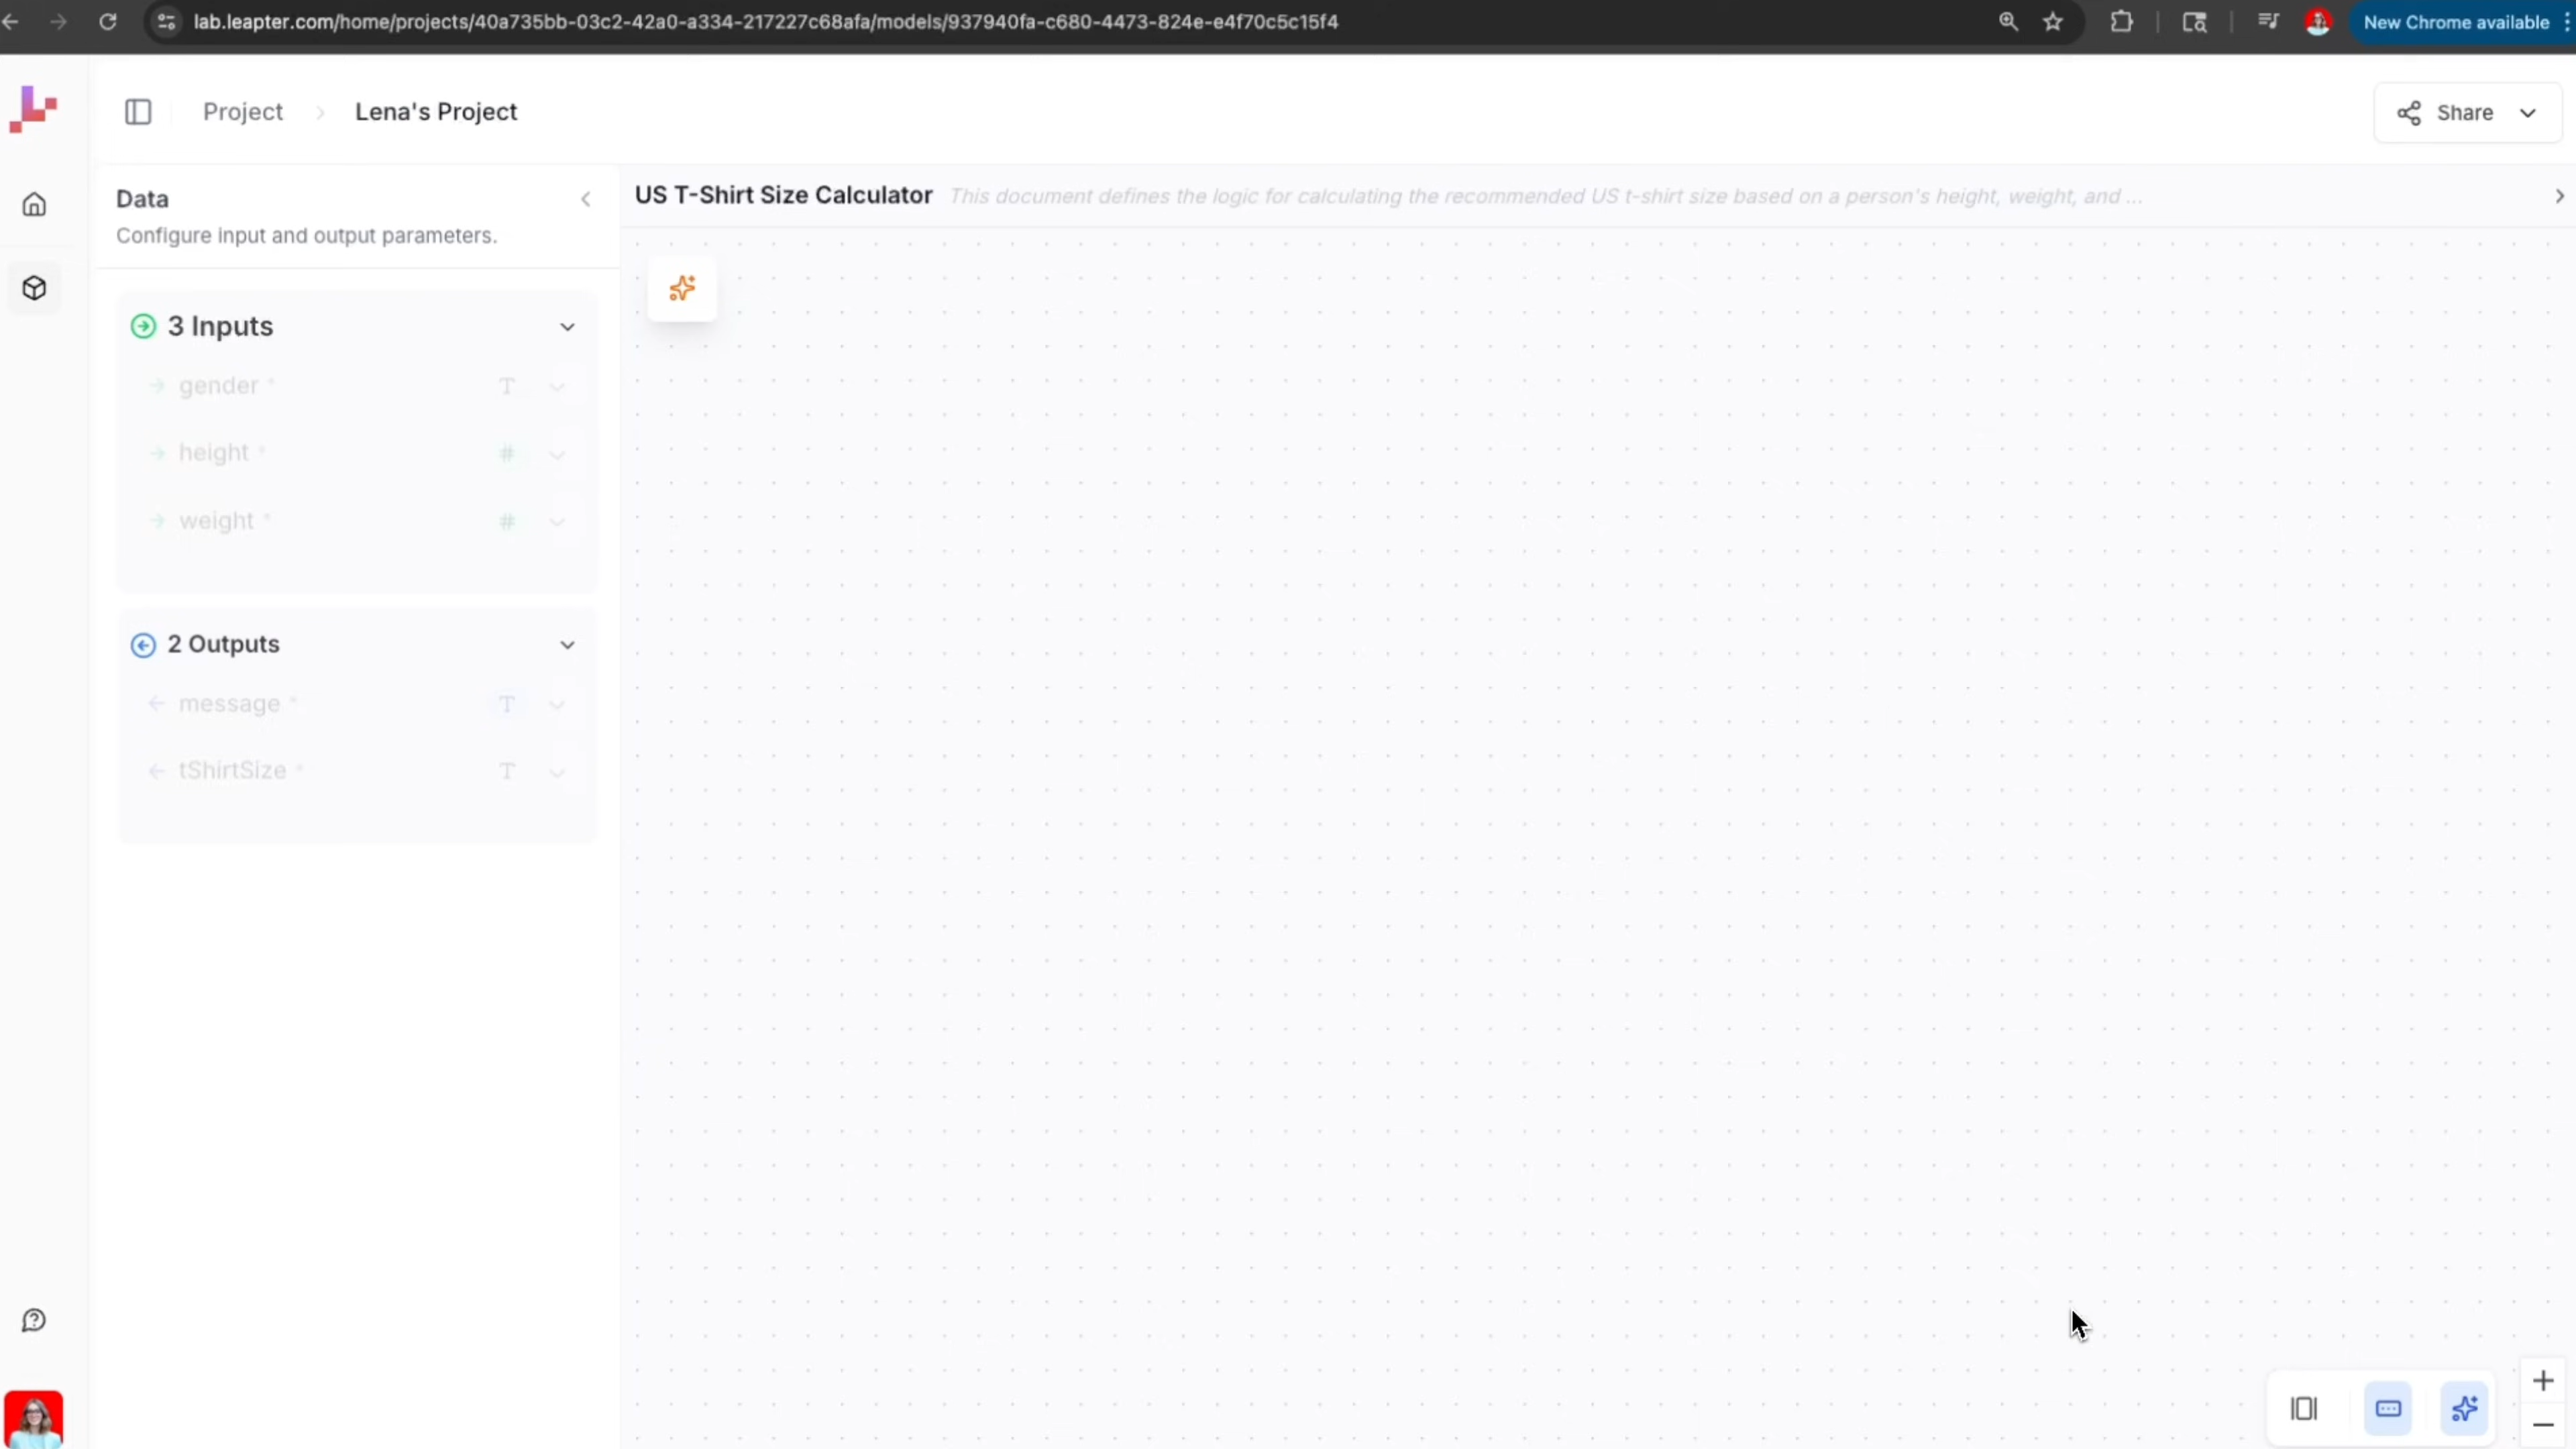 lab.leapter.com/home/projects/40a735bb-03c2-42a0-a334-217227c68afa/models/937940fa-c680-4473-824e-e4f70c5c15f4
New Chrome available
Project
Lena's Project
Share
Data
Configure input and output parameters.
US T-Shirt Size Calculator This document defines the logic for calculating the recommended US t-shirt size based on a person's height, weight, and ...
3 Inputs
gender * T
height * #
weight * #
2 Outputs
message * T
tShirtSize * T